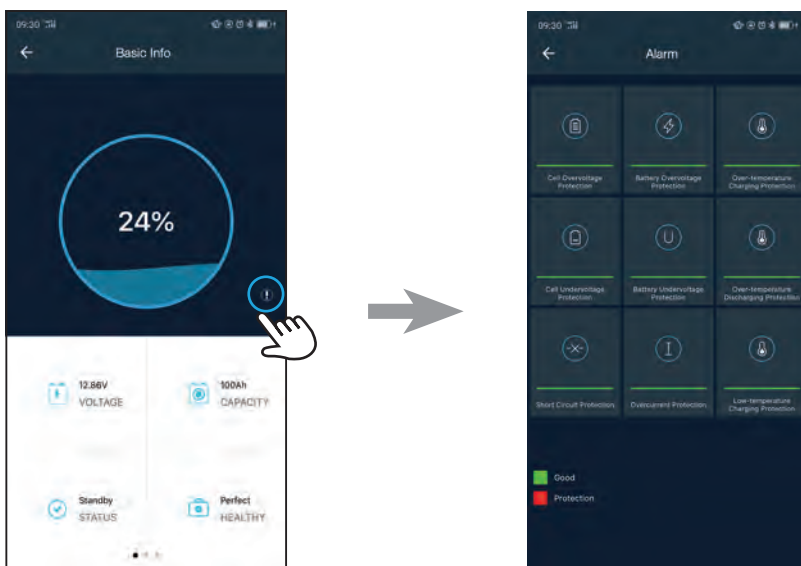 09:30
Basic Info
24%
12.86V
VOLTAGE
100Ah
CAPACITY
Standby
STATUS
Perfect
HEALTHY
09:30
Alarm
Cell Overvoltage
Protection
Battery Overvoltage
Protection
Over-temperature
Charging Protection
Cell Undervoltage
Protection
Battery Undervoltage
Protection
Over-temperature
Discharging Protection
Short Circuit Protection
Overcurrent Protection
Low-temperature
Charging Protection
Good
Protection